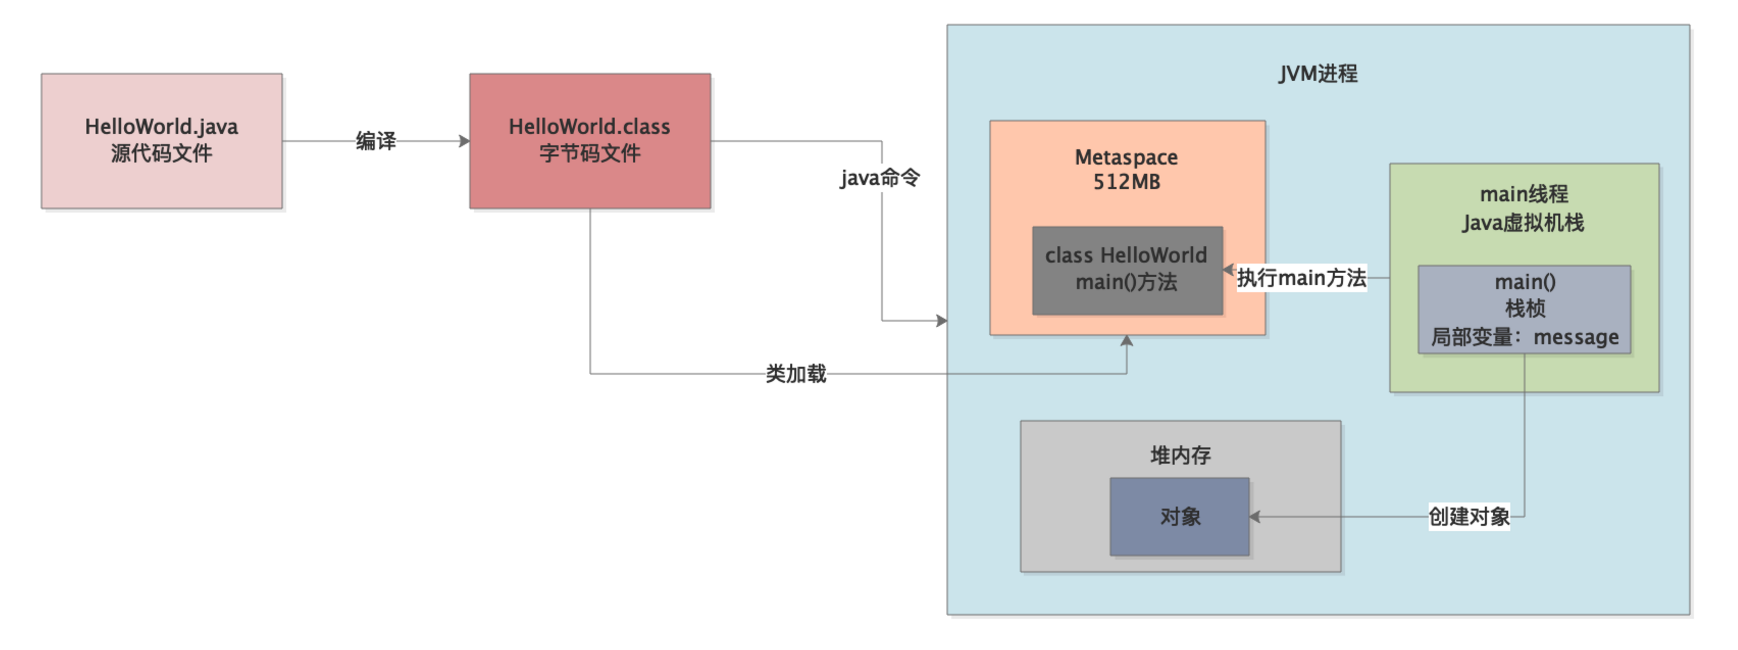 HelloWorld.java
源代码文件
编译
HelloWorld.class
字节码文件
java命令
类加载
JVM进程
Metaspace
512MB
class HelloWorld
main()方法
执行main方法
main线程
Java虚拟机栈
main()
栈桢
局部变量：message
堆内存
对象
创建对象